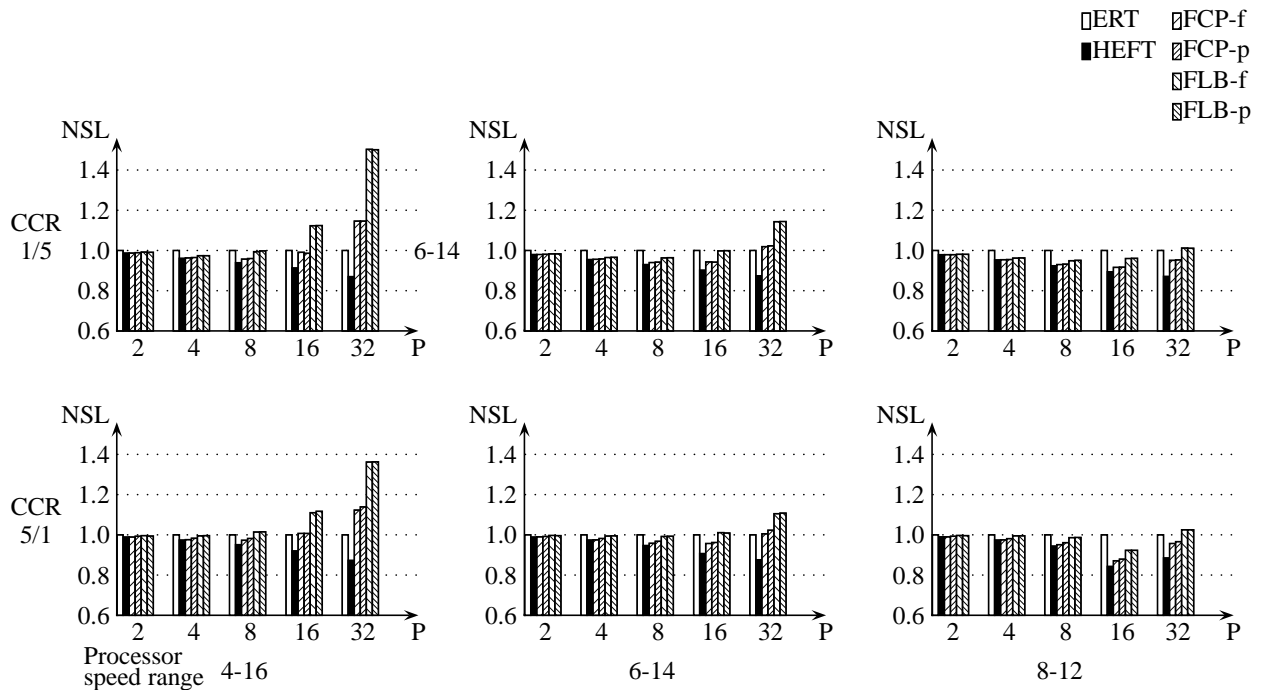 ERT FCP-f
HEFT FCP-p
FLB-f
FLB-p
NSL NSL NSL
1.4 1.4 1.4
1.2 1.2 1.2
CCR
1/5
1.0 6-14 1.0 1.0
0.8 0.8 0.8
0.6 0.6 0.6
2 4 8 16 32 P 2 4 8 16 32 P 2 4 8 16 32 P
NSL NSL NSL
1.4 1.4 1.4
1.2 1.2 1.2
CCR
5/1
1.0 1.0 1.0
0.8 0.8 0.8
0.6 0.6 0.6
2 4 8 16 32 P 2 4 8 16 32 P 2 4 8 16 32 P
Processor
speed range 4-16 6-14 8-12